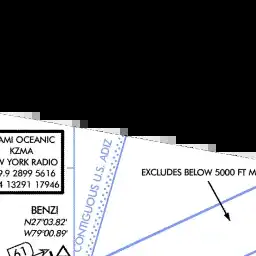 AMI OCEANIC
KZMA
W YORK RADIO
9.9 2899 5616
4 13291 17946
CONTIGUOUS U.S. ADIZ
EXCLUDES BELOW 5000 FT M
BENZI
N27°03.82'
W79°00.89'
61